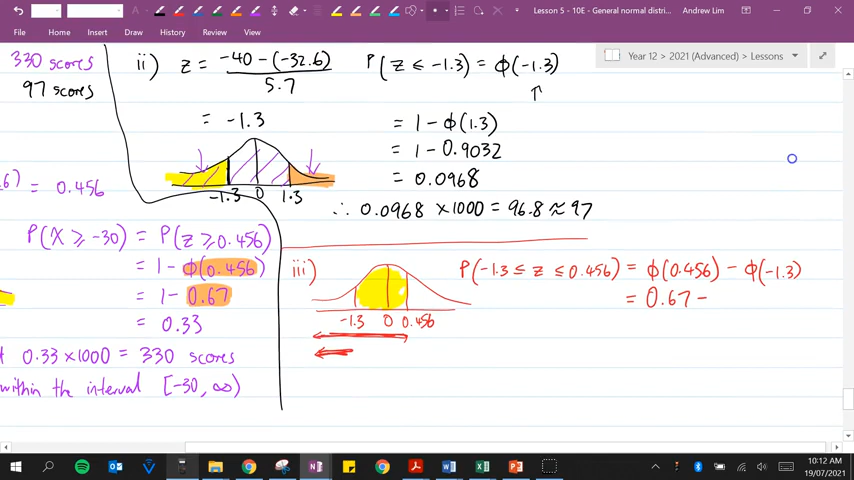 Lesson 5 - 10E - General normal distri...
Andrew Lim
File Home Insert Draw History Review View
Year 12 > 2021 (Advanced) > Lessons
330 scores
97 scores
6) = 0.456
P(X ≥ -30) = P(z ≥ 0.456)
= 1 - ϕ(0.456)
= 1 - 0.67
= 0.33
0.33 × 1000 = 330 scores
within the interval [-30, ∞)
ii) z = -40 - (-32.6)
5.7
= -1.3
-1.3 0 1.3
P(z ≤ -1.3) = ϕ(-1.3)
↑
= 1 - ϕ(1.3)
= 1 - 0.9032
= 0.0968
∴ 0.0968 × 1000 = 96.8 ≈ 97
iii)
-1.3 0 0.456
P(-1.3 ≤ z ≤ 0.456) = ϕ(0.456) - ϕ(-1.3)
= 0.67 -
10:12 AM
19/07/2021